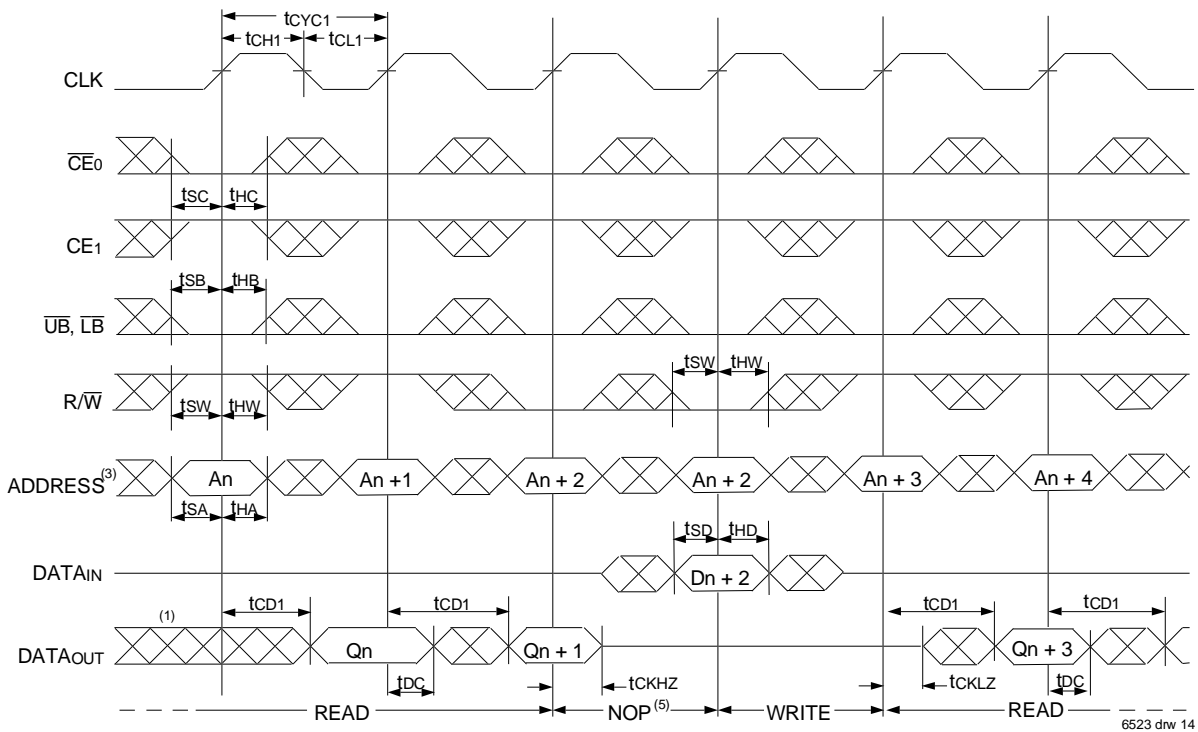 tCYC1
tCH1 tCL1
CLK
CE0
tSC tHC
CE1
tSB tHB
UB, LB
tSW tHW
R/W
tSW tHW
ADDRESS(3) An An +1 An + 2 An + 2 An + 3 An + 4
tSA tHA
tSD tHD
DATAIN Dn + 2
(1) tCD1 tCD1 tCD1 tCD1
DATAOUT Qn Qn + 1 Qn + 3
tDC tCKHZ tCKLZ tDC
READ NOP(5) WRITE READ
6523 drw 14